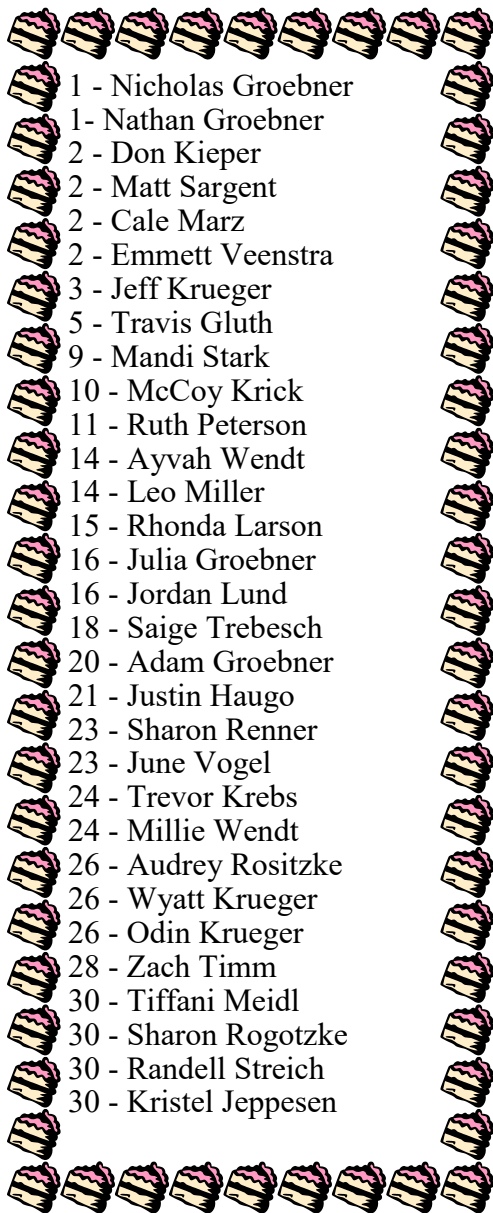 1 - Nicholas Groebner
1- Nathan Groebner
2 - Don Kieper
2 - Matt Sargent
2 - Cale Marz
2 - Emmett Veenstra
3 - Jeff Krueger
5 - Travis Gluth
9 - Mandi Stark
10 - McCoy Krick
11 - Ruth Peterson
14 - Ayvah Wendt
14 - Leo Miller
15 - Rhonda Larson
16 - Julia Groebner
16 - Jordan Lund
18 - Saige Trebesch
20 - Adam Groebner
21 - Justin Haugo
23 - Sharon Renner
23 - June Vogel
24 - Trevor Krebs
24 - Millie Wendt
26 - Audrey Rositzke
26 - Wyatt Krueger
26 - Odin Krueger
28 - Zach Timm
30 - Tiffani Meidl
30 - Sharon Rogotzke
30 - Randell Streich
30 - Kristel Jeppesen